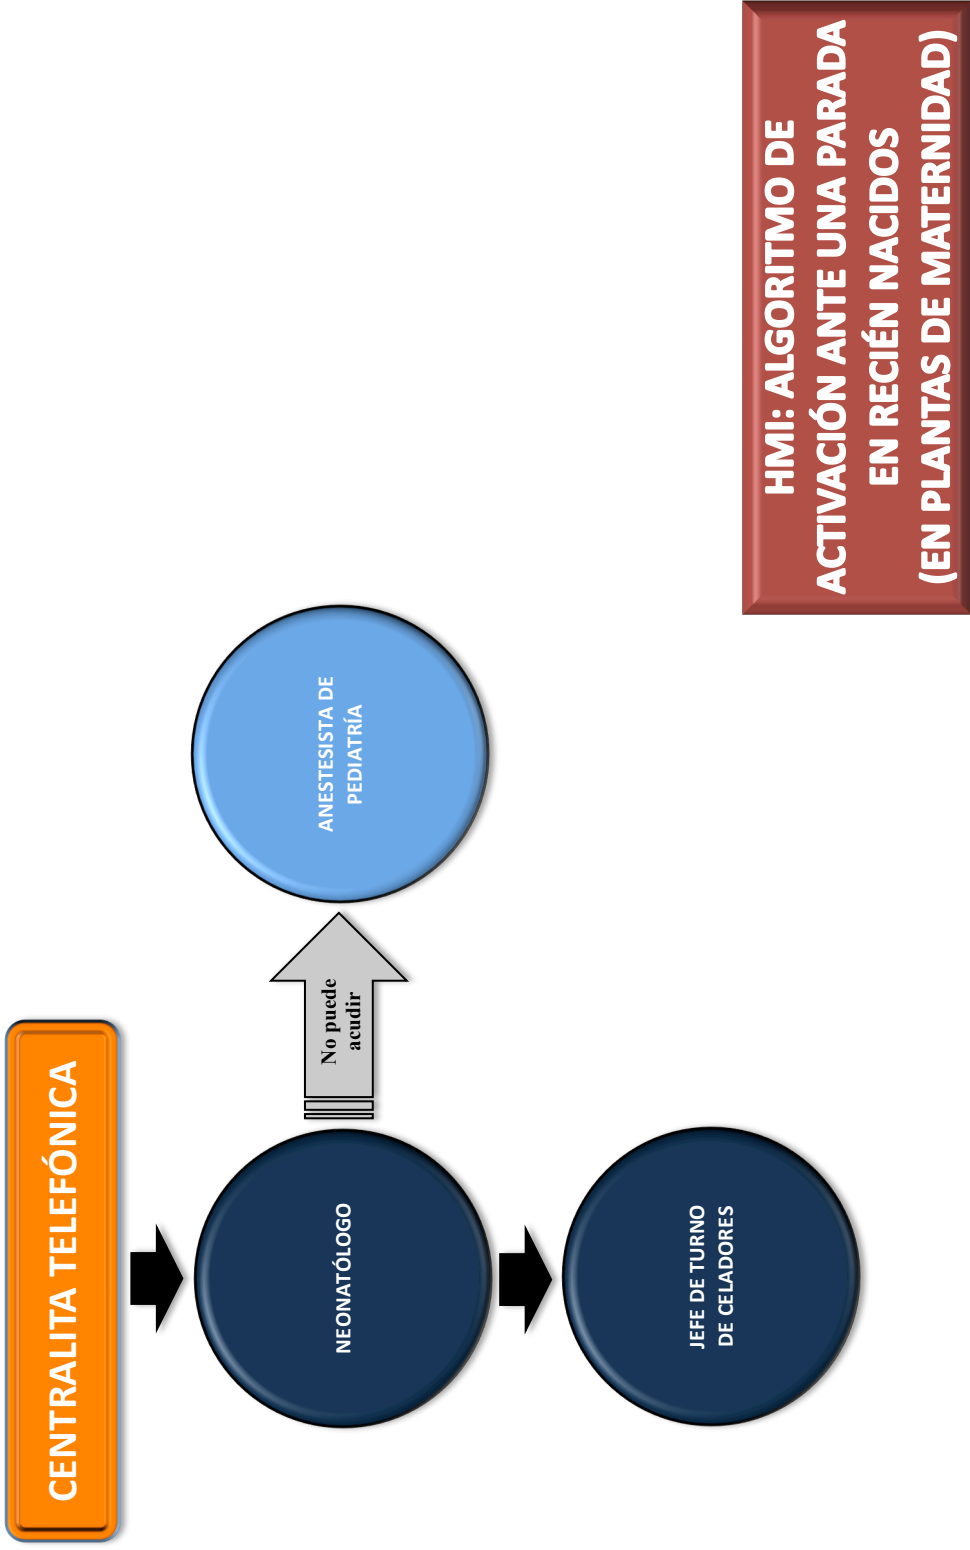 CENTRALITA TELEFÓNICA
NEONATÓLOGO
No puede
acudir
ANESTESISTA DE
PEDIATRÍA
JEFE DE TURNO
DE CELADORES
HMI: ALGORITMO DE
ACTIVACIÓN ANTE UNA PARADA
EN RECIÉN NACIDOS
(EN PLANTAS DE MATERNIDAD)